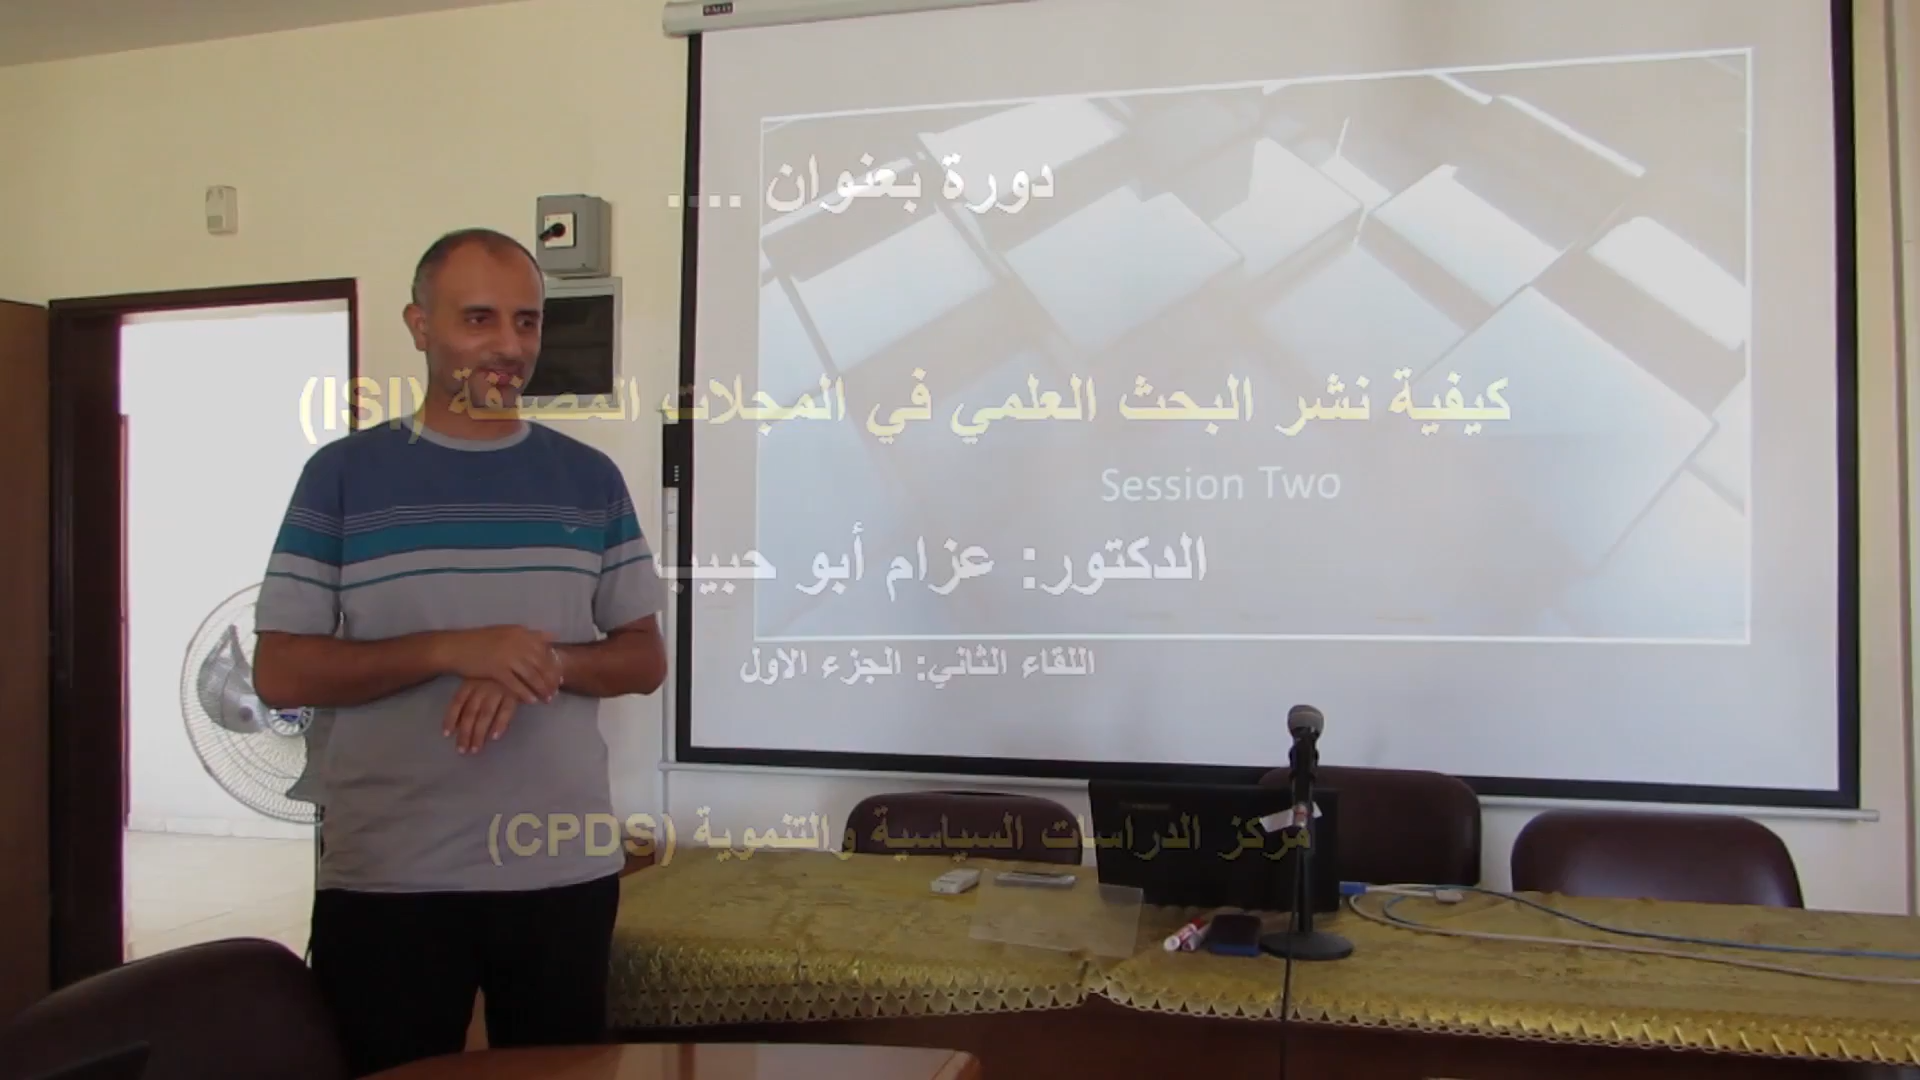 دورة بعنوان ....
كيفية نشر البحث العلمي في المجلات المصنفة (ISI)
Session Two
الدكتور: عزام أبو حبيب
اللقاء الثاني: الجزء الاول
مركز الدراسات السياسية والتنموية (CPDS)